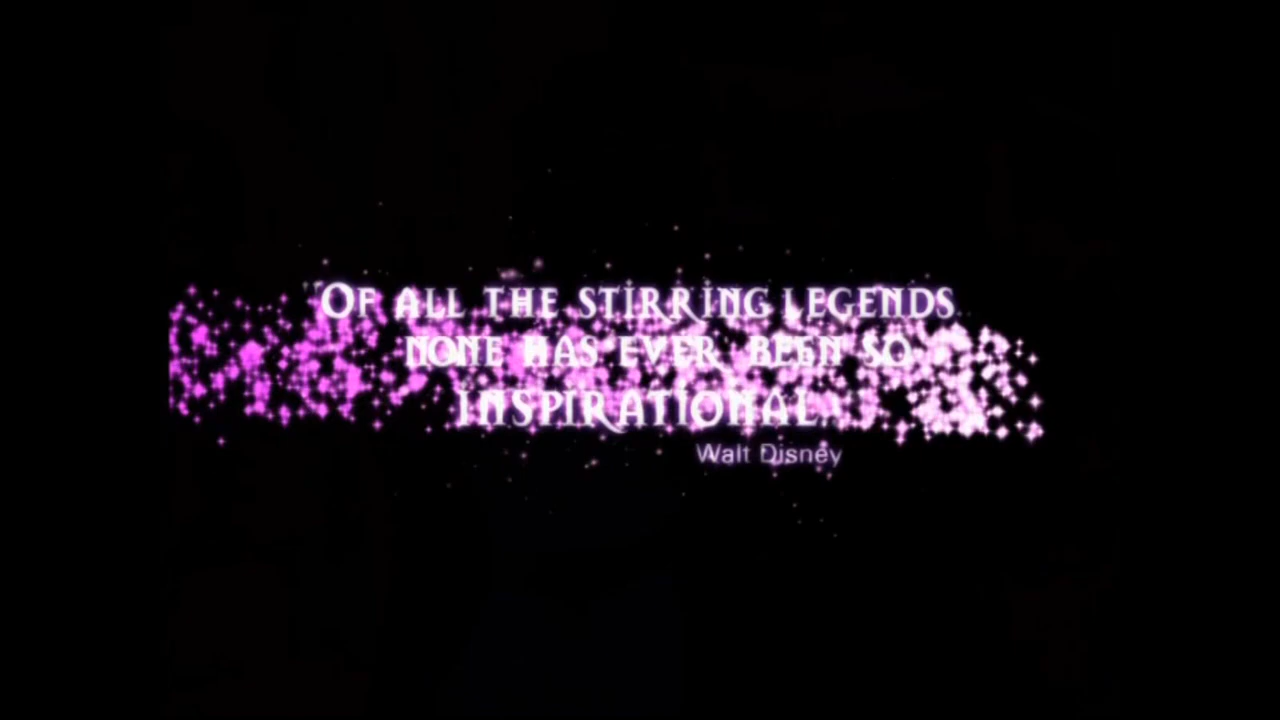 "OF ALL THE STIRRING LEGENDS
NONE HAS EVER BEEN SO
INSPIRATIONAL..
Walt Disney